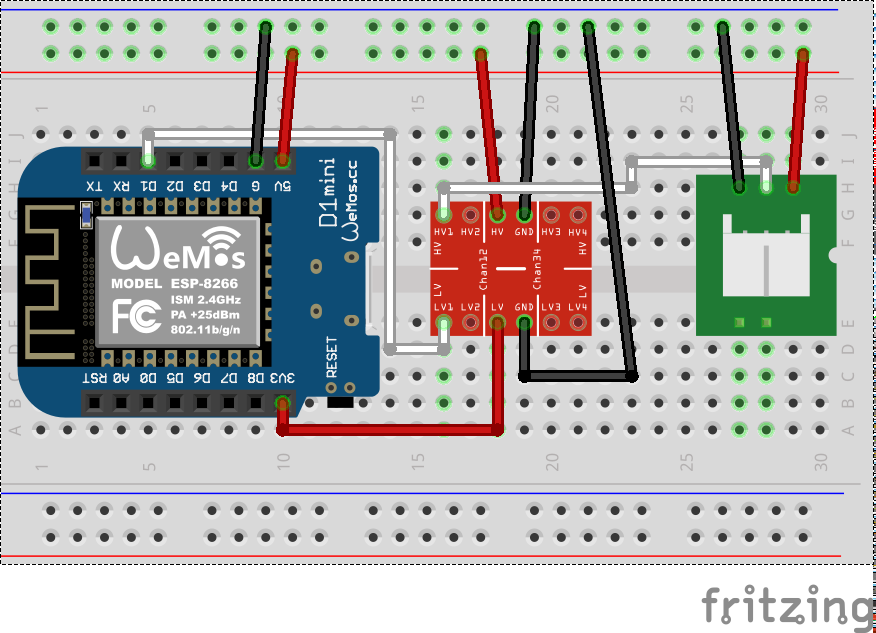 1 5 10 15 20 25 30
J J
I I
H H
G G
F F
TX RX D1 D2 D3 D4 G 5V
D1 mini
WeMos.cc
WeMos
MODEL ESP-8266
FC
ISM 2.4GHz
PA +25dBm
802.11b/g/n
RESET
RST A0 D0 D5 D6 D7 D8 3V3
HV1 HV2 HV GND HV3 HV4
HV HV
Chan12 Chan34
LV LV
LV1 LV2 LV GND LV3 LV4
E E
D D
C C
B B
A A
1 5 10 15 20 25 30
fritzing